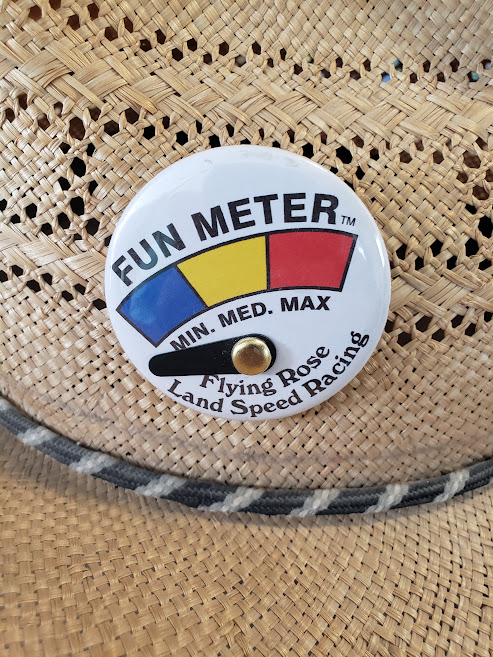 FUN METER™
MIN. MED. MAX
Flying Rose
Land Speed Racing